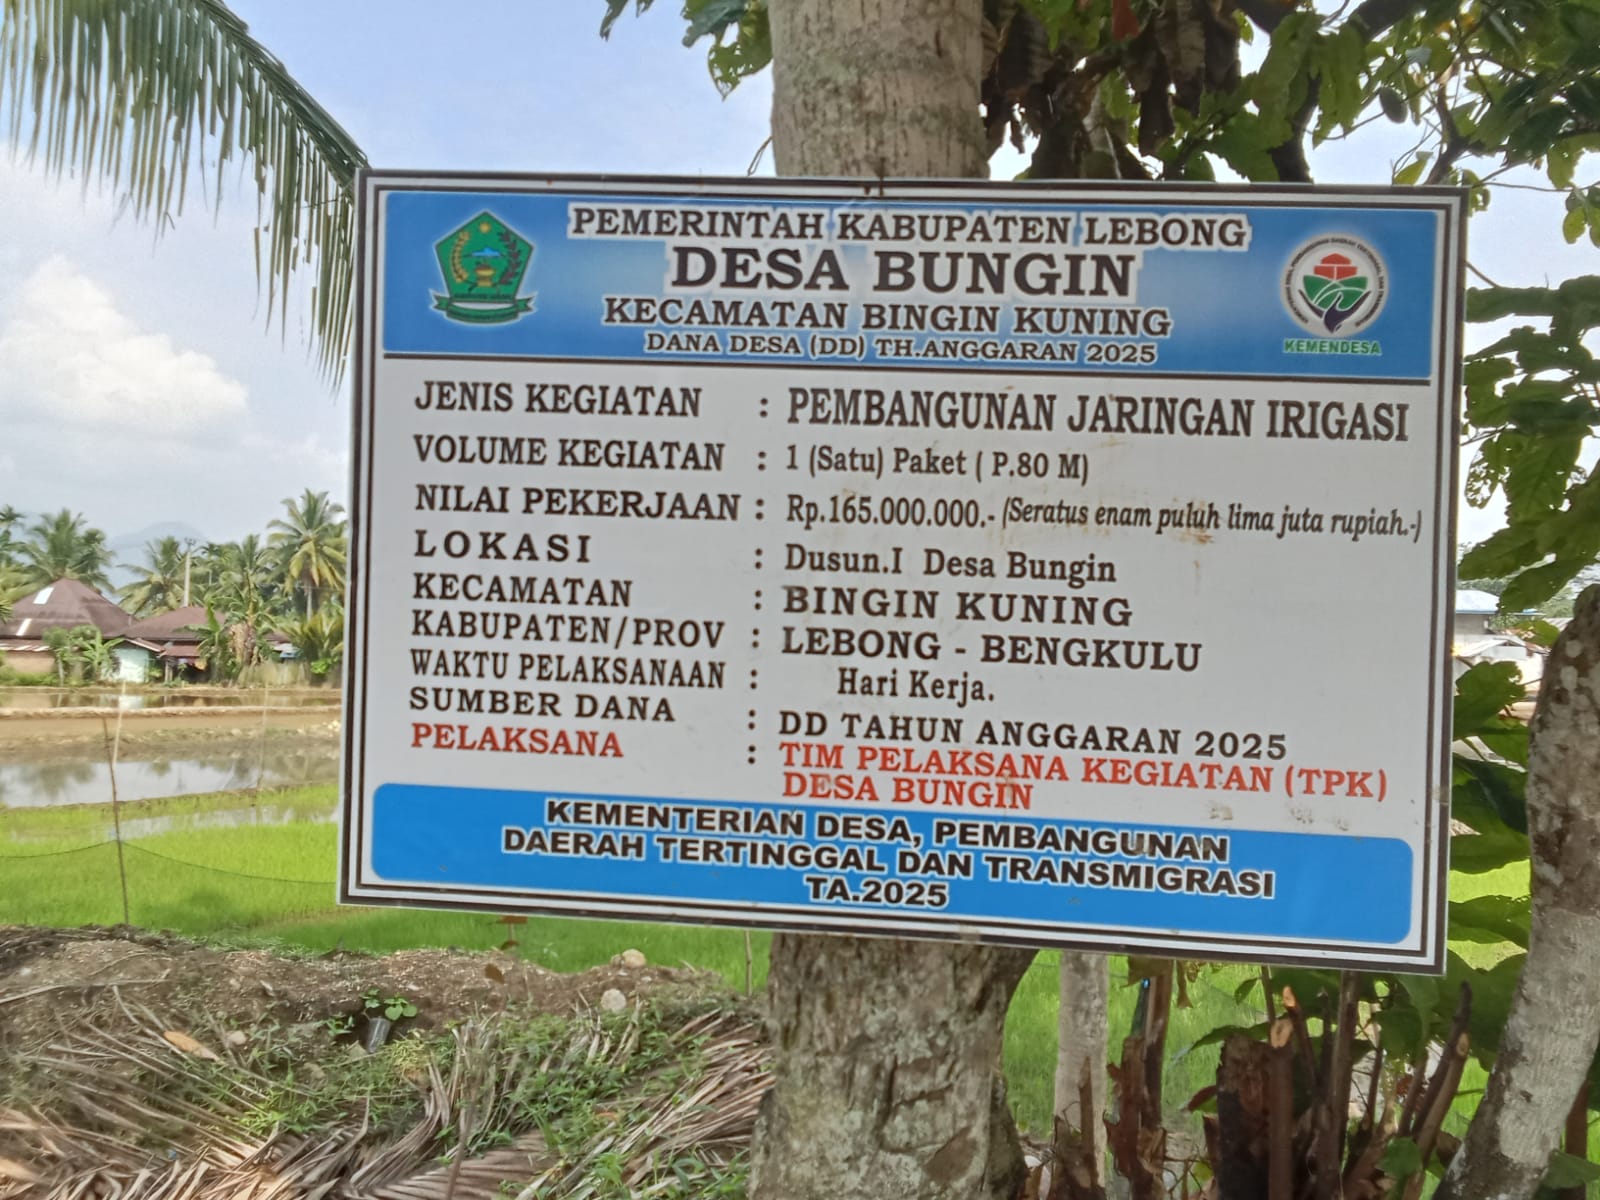 PEMERINTAH KABUPATEN LEBONG
DESA BUNGIN
KECAMATAN BINGIN KUNING
DANA DESA (DD) TH.ANGGARAN 2025
KEMENDESA
JENIS KEGIATAN : PEMBANGUNAN JARINGAN IRIGASI
VOLUME KEGIATAN : 1 (Satu) Paket ( P.80 M)
NILAI PEKERJAAN : Rp.165.000.000.- (Seratus enam puluh lima juta rupiah.-)
LOKASI : Dusun.I Desa Bungin
KECAMATAN : BINGIN KUNING
KABUPATEN/PROV : LEBONG - BENGKULU
WAKTU PELAKSANAAN : Hari Kerja.
SUMBER DANA : DD TAHUN ANGGARAN 2025
PELAKSANA : TIM PELAKSANA KEGIATAN (TPK)
DESA BUNGIN
KEMENTERIAN DESA, PEMBANGUNAN
DAERAH TERTINGGAL DAN TRANSMIGRASI
TA.2025